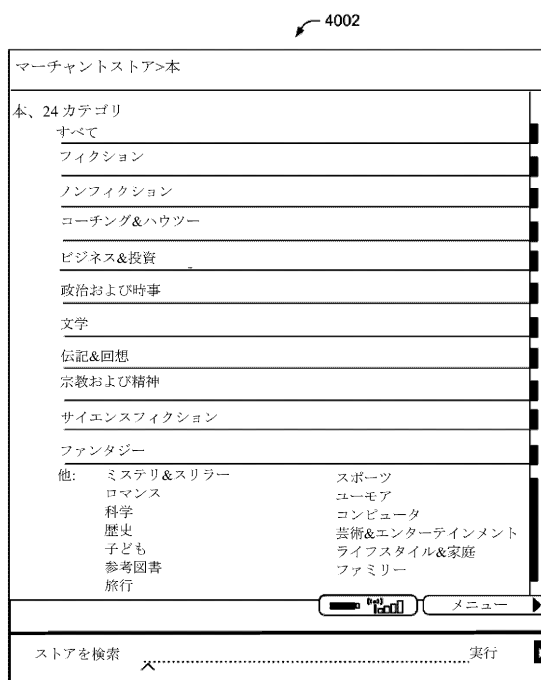 4002
マーチャントストア>本
本、24カテゴリ
すべて
フィクション
ノンフィクション
コーチング&ハウツー
ビジネス&投資
政治および時事
文学
伝記&回想
宗教および精神
サイエンスフィクション
ファンタジー
他: ミステリ&スリラー
ロマンス
科学
歴史
子ども
参考図書
旅行
スポーツ
ユーモア
コンピュータ
芸術&エンターテインメント
ライフスタイル&家庭
ファミリー
メニュー
ストアを検索 実行